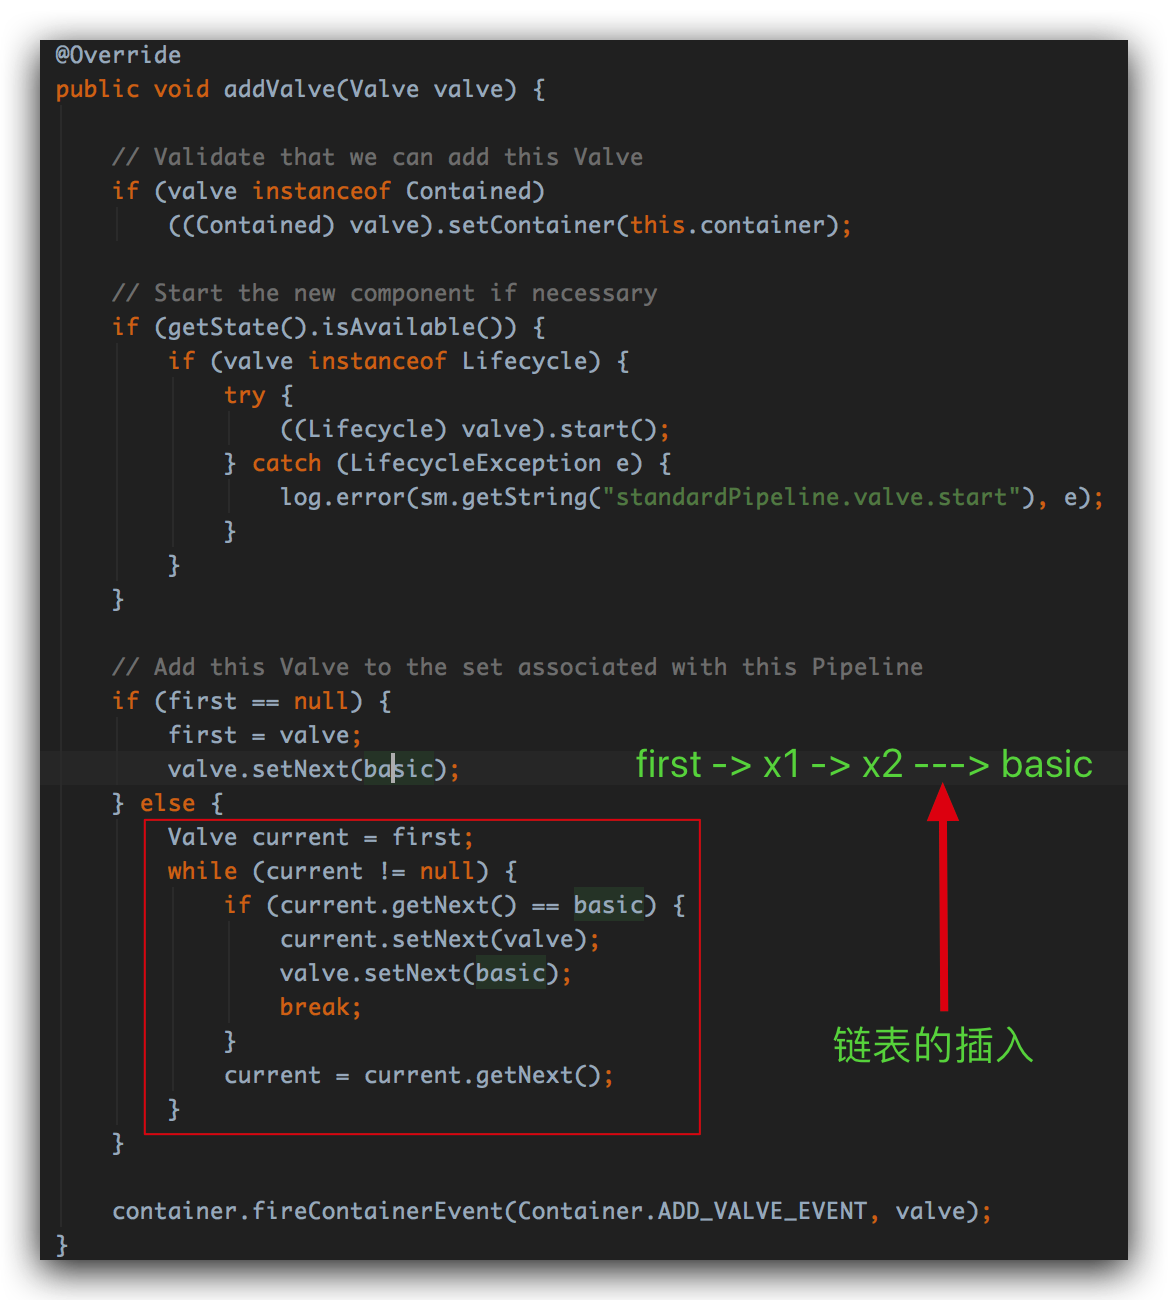 @Override
public void addValve(Valve valve) {
// Validate that we can add this Valve
if (valve instanceof Contained)
((Contained) valve).setContainer(this.container);
// Start the new component if necessary
if (getState().isAvailable()) {
if (valve instanceof Lifecycle) {
try {
((Lifecycle) valve).start();
} catch (LifecycleException e) {
log.error(sm.getString("standardPipeline.valve.start"), e);
}
}
}
// Add this Valve to the set associated with this Pipeline
if (first == null) {
first = valve;
valve.setNext(basic);
first -> x1 -> x2 ---> basic
} else {
Valve current = first;
while (current != null) {
if (current.getNext() == basic) {
current.setNext(valve);
valve.setNext(basic);
break;
}
链表的插入
current = current.getNext();
}
}
container.fireContainerEvent(Container.ADD_VALVE_EVENT, valve);
}